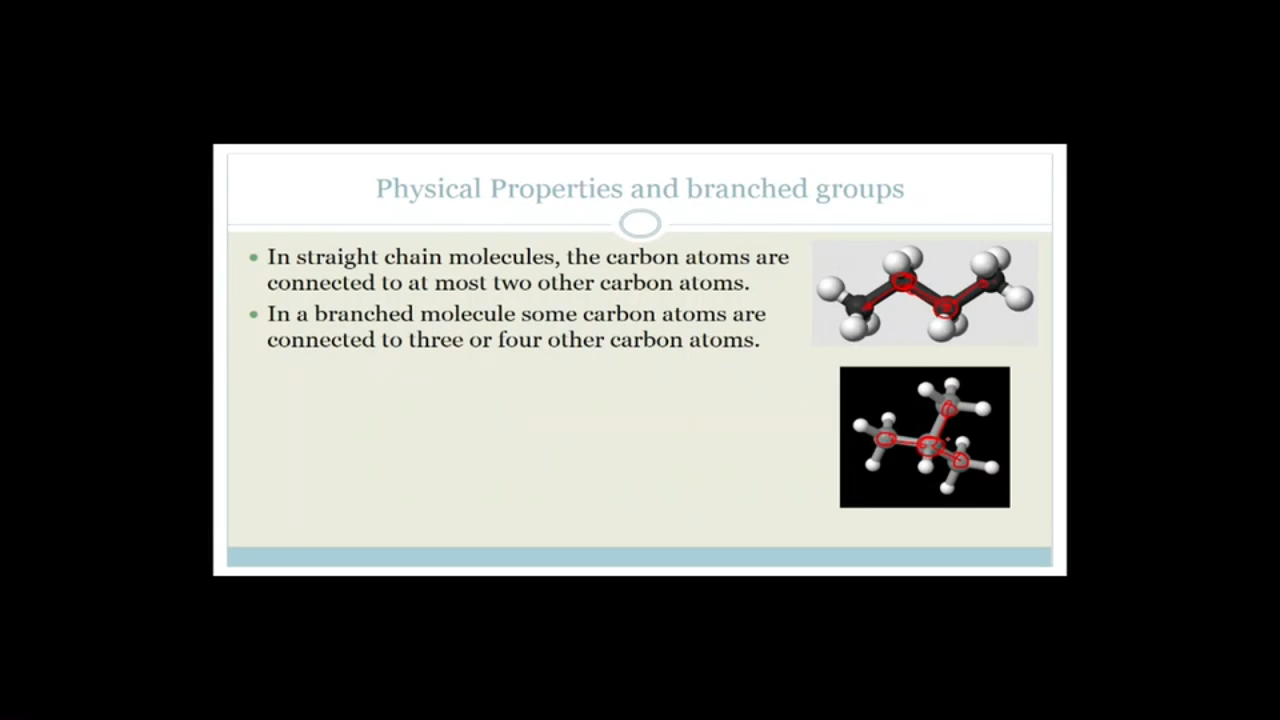 Physical Properties and branched groups
• In straight chain molecules, the carbon atoms are
connected to at most two other carbon atoms.
• In a branched molecule some carbon atoms are
connected to three or four other carbon atoms.